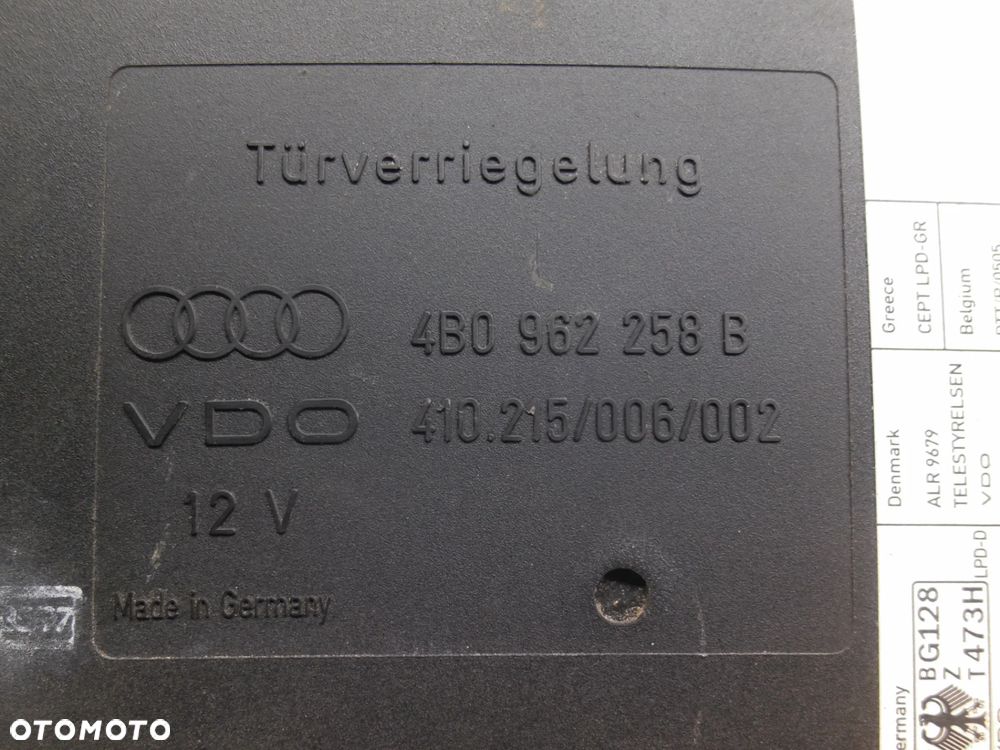 Türverriegelung
4B0 962 258 B
VDO 410.215/006/002
12 V
Made in Germany
Greece
CEPT LPD-GR
Belgium
Denmark
ALR 9679
TELESTYRELSEN
VDO
ermany
BG128
Z
T473H
LPD-D
OTOMOTO